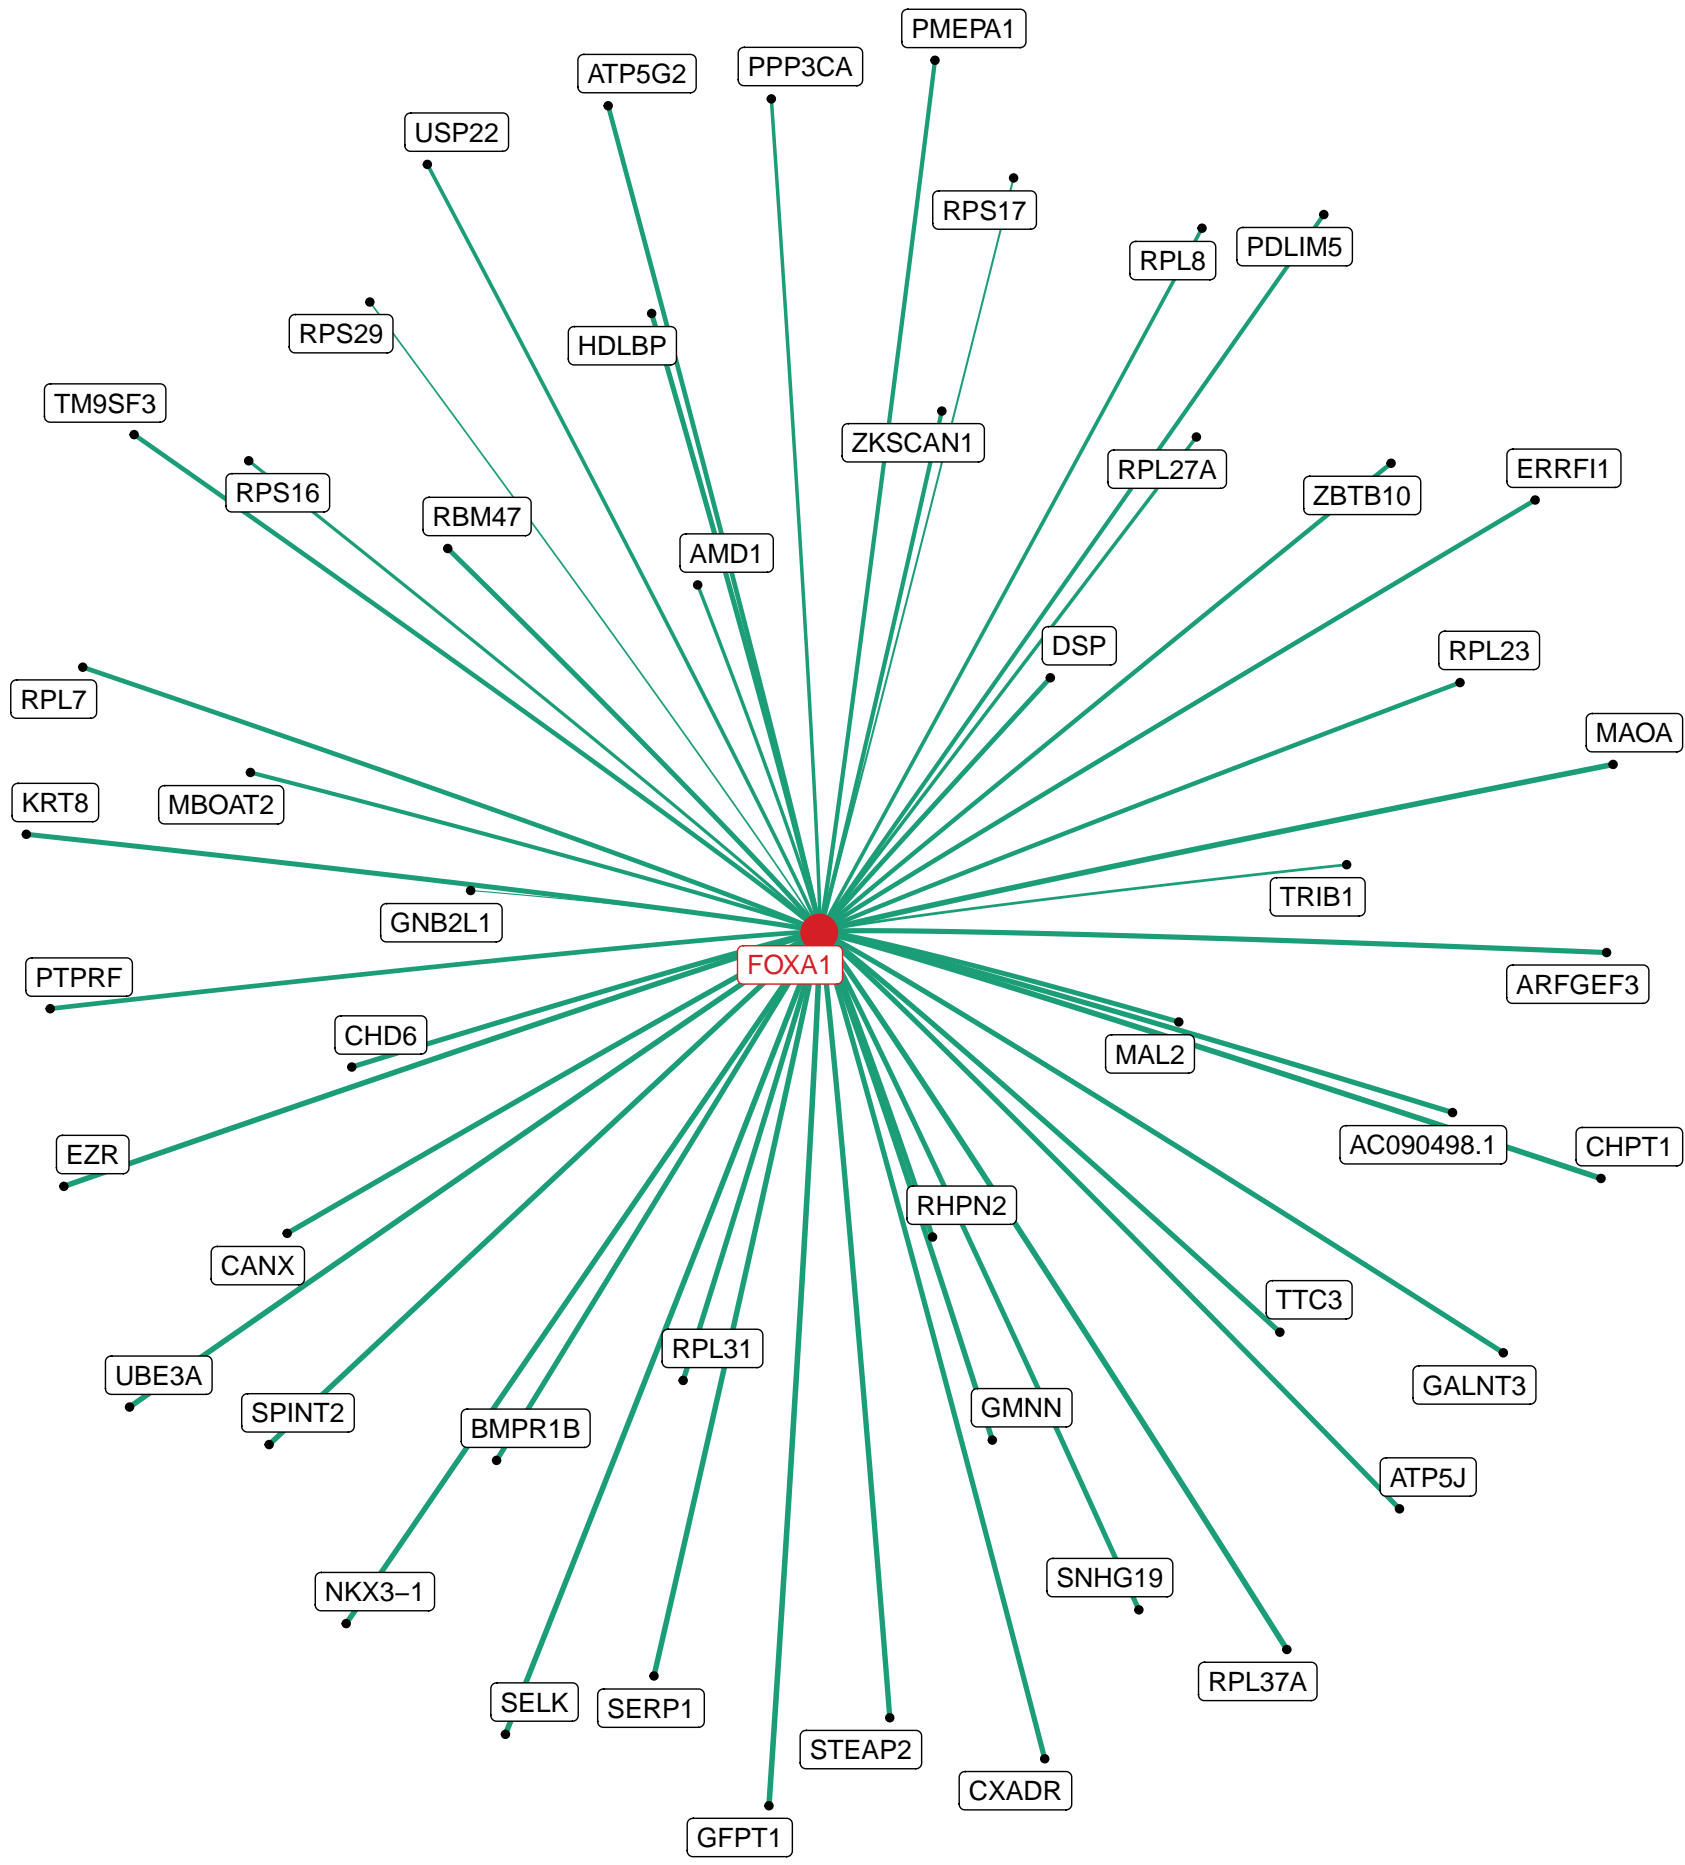 PMEPA1
PPP3CA
ATP5G2
USP22
RPS17
PDLIM5
RPL8
RPS29
HDLBP
TM9SF3
ZKSCAN1
RPL27A
ERRFI1
RPS16
ZBTB10
RBM47
AMD1
DSP
RPL23
RPL7
MAOA
KRT8
MBOAT2
TRIB1
GNB2L1
FOXA1
PTPRF
ARFGEF3
CHD6
MAL2
AC090498.1
CHPT1
EZR
RHPN2
CANX
TTC3
RPL31
UBE3A
GALNT3
GMNN
SPINT2
BMPR1B
ATP5J
SNHG19
NKX3−1
RPL37A
SELK
SERP1
STEAP2
CXADR
GFPT1